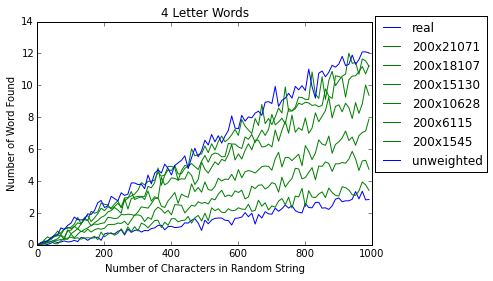 4 Letter Words
14
12
10
8
6
4
2
0
Number of Word Found
0 200 400 600 800 1000
Number of Characters in Random String
real
200x21071
200x18107
200x15130
200x10628
200x6115
200x1545
unweighted